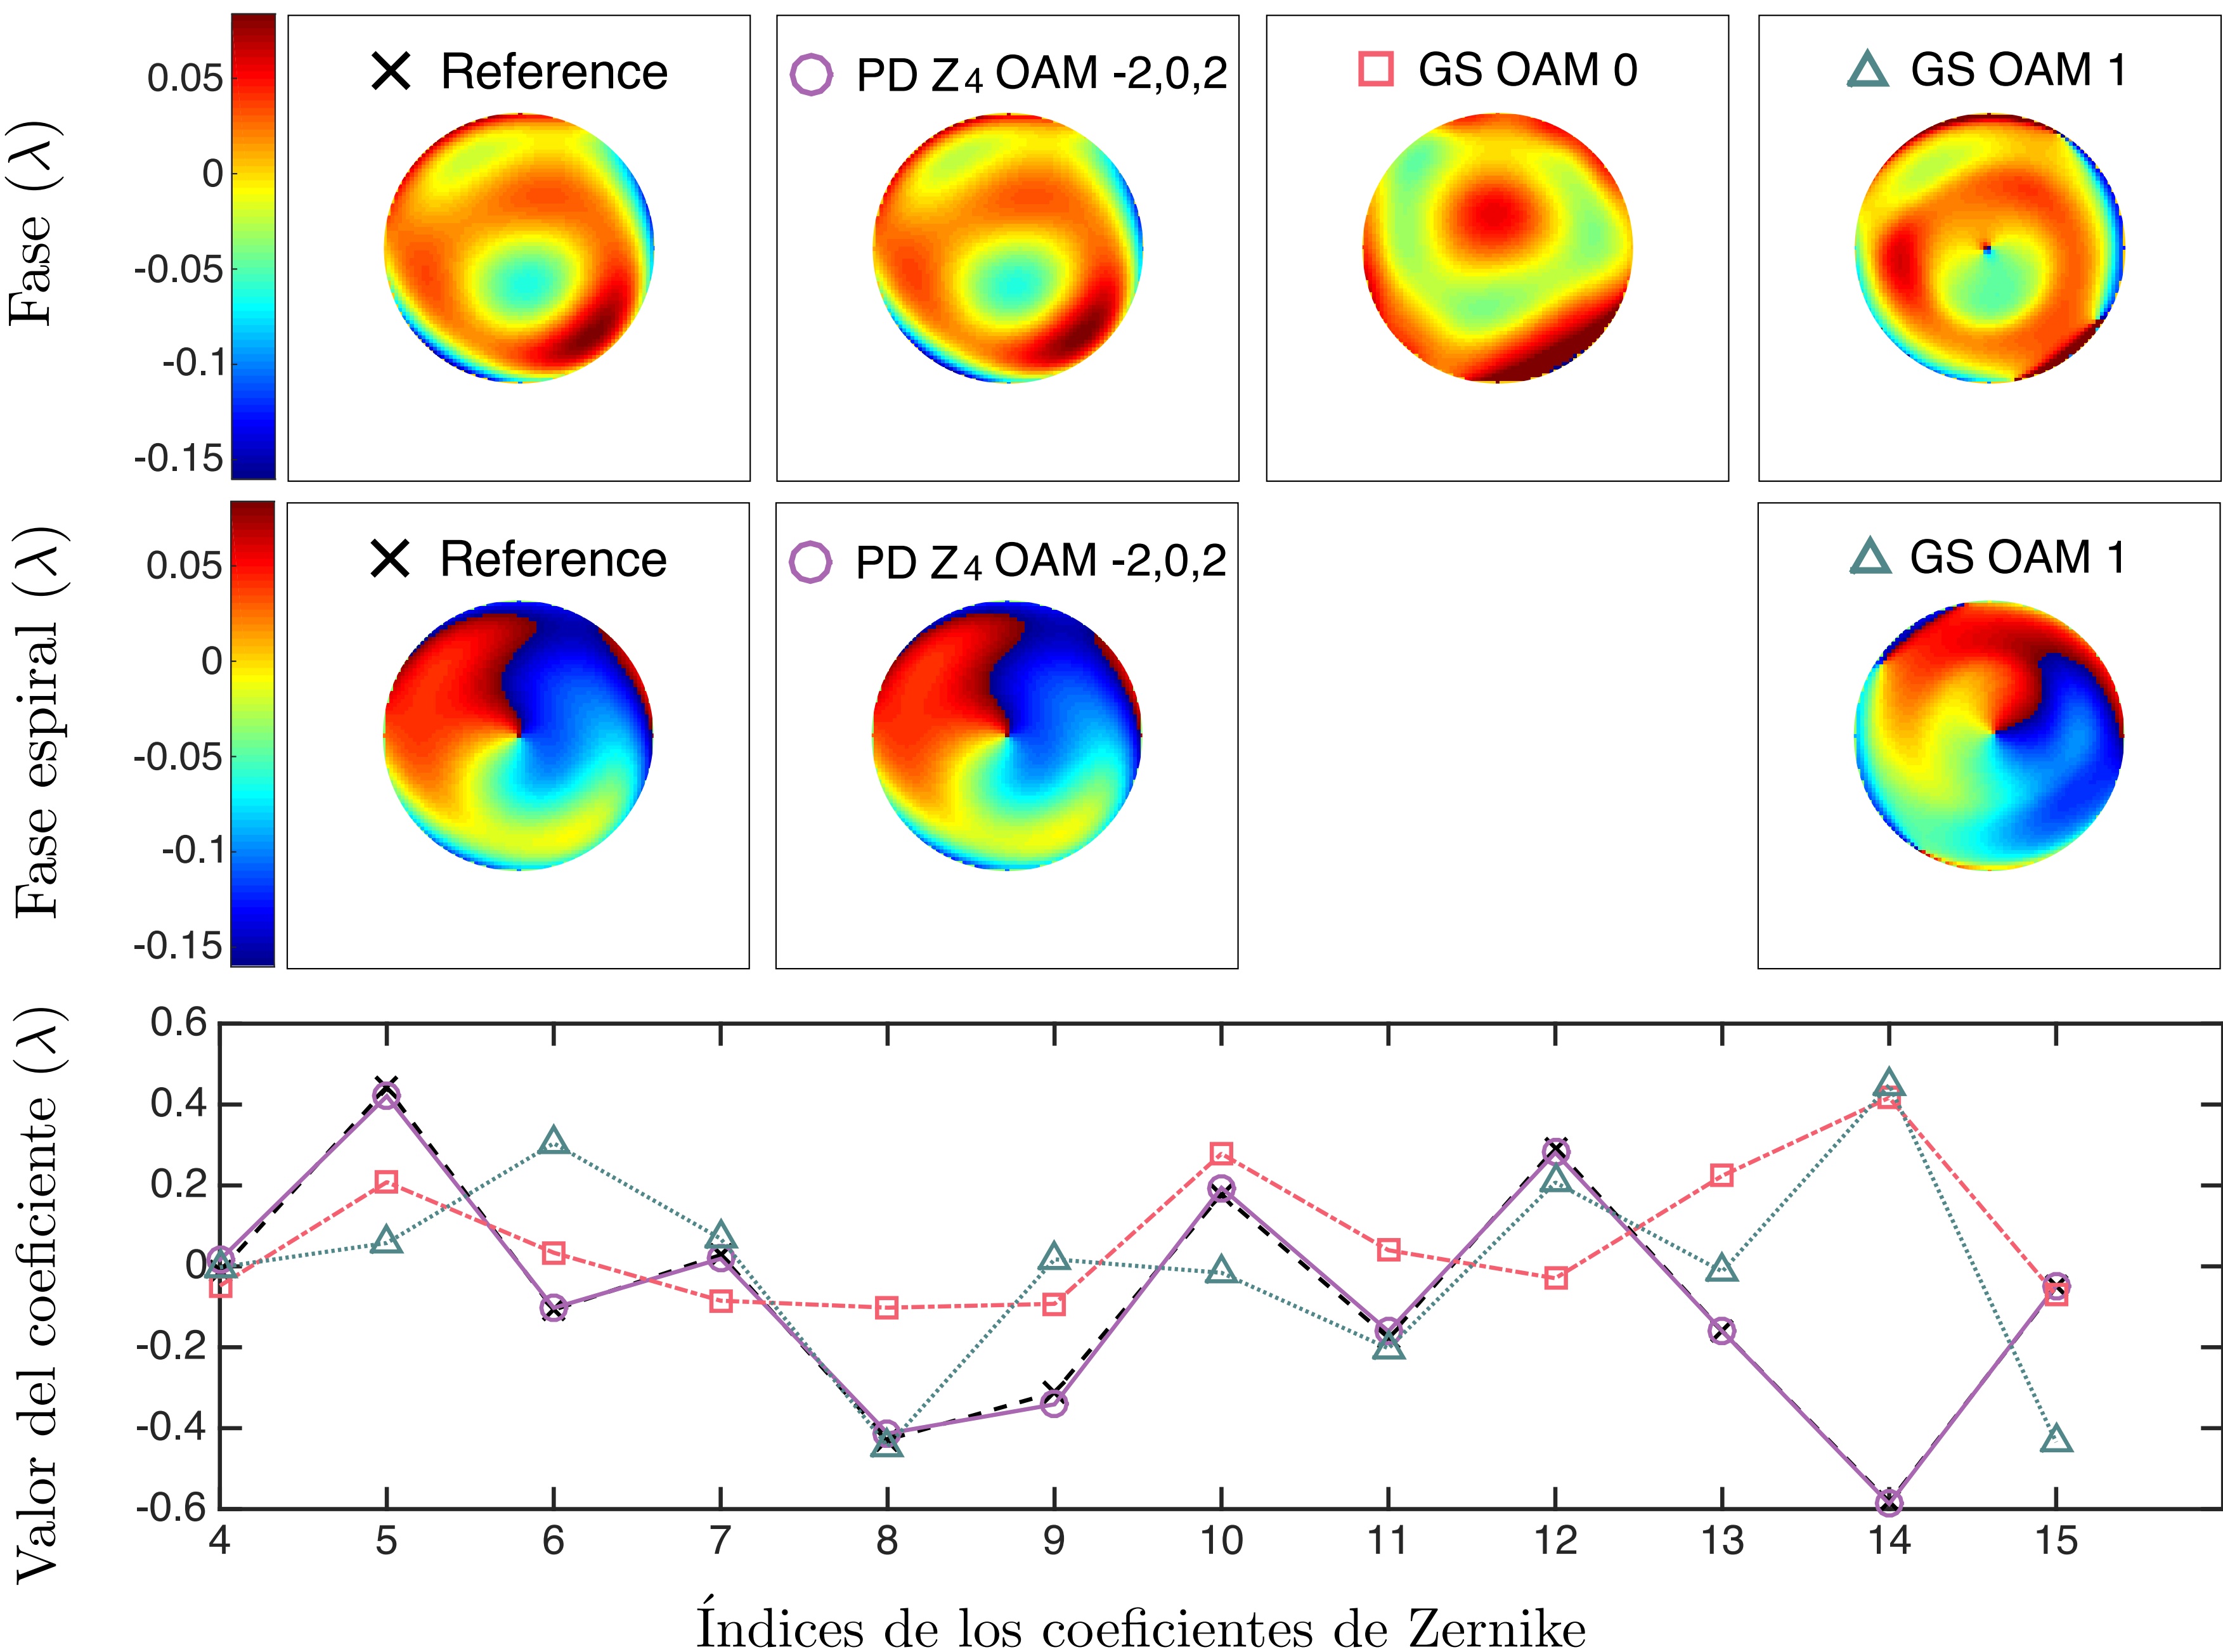 Fase (λ)
0.05
0
-0.05
-0.1
-0.15
Reference
PD Z4 OAM -2,0,2
GS OAM 0
GS OAM 1
Fase espiral (λ)
0.05
0
-0.05
-0.1
-0.15
Reference
PD Z4 OAM -2,0,2
GS OAM 1
Valor del coeficiente (λ)
0.6
0.4
0.2
0
-0.2
-0.4
-0.6
4 5 6 7 8 9 10 11 12 13 14 15
Índices de los coeficientes de Zernike